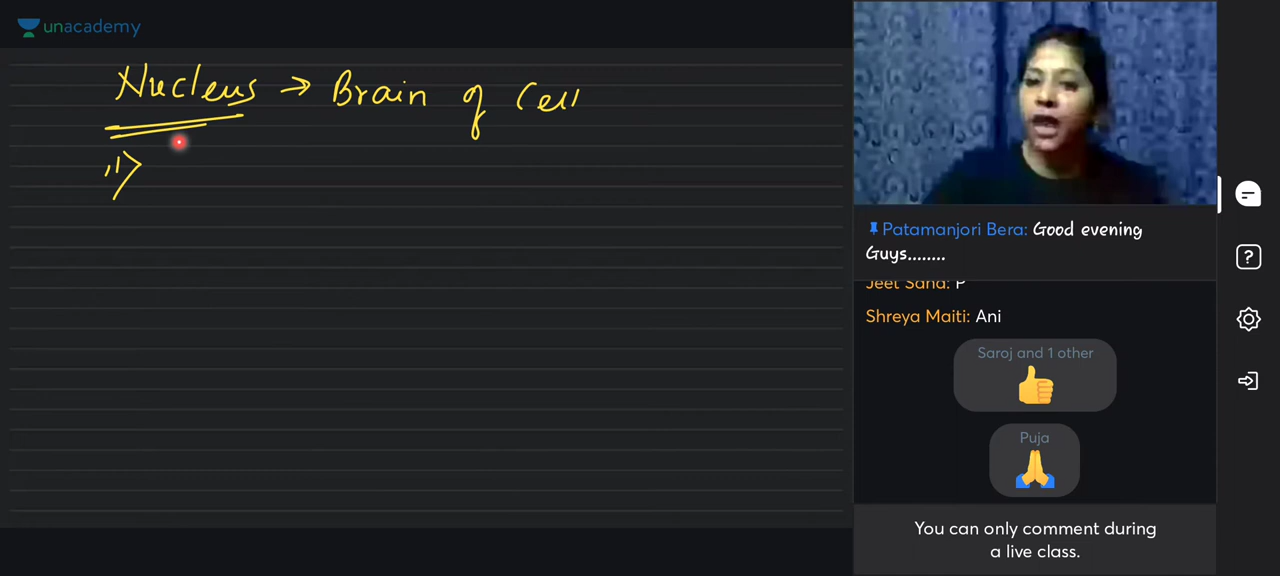 unacademy
Nucleus → Brain of Cell
Patamanjori Bera: Good evening
Guys........
Shreya Maiti: Ani
Saroj and 1 other
👍
Puja
🙏
You can only comment during
a live class.